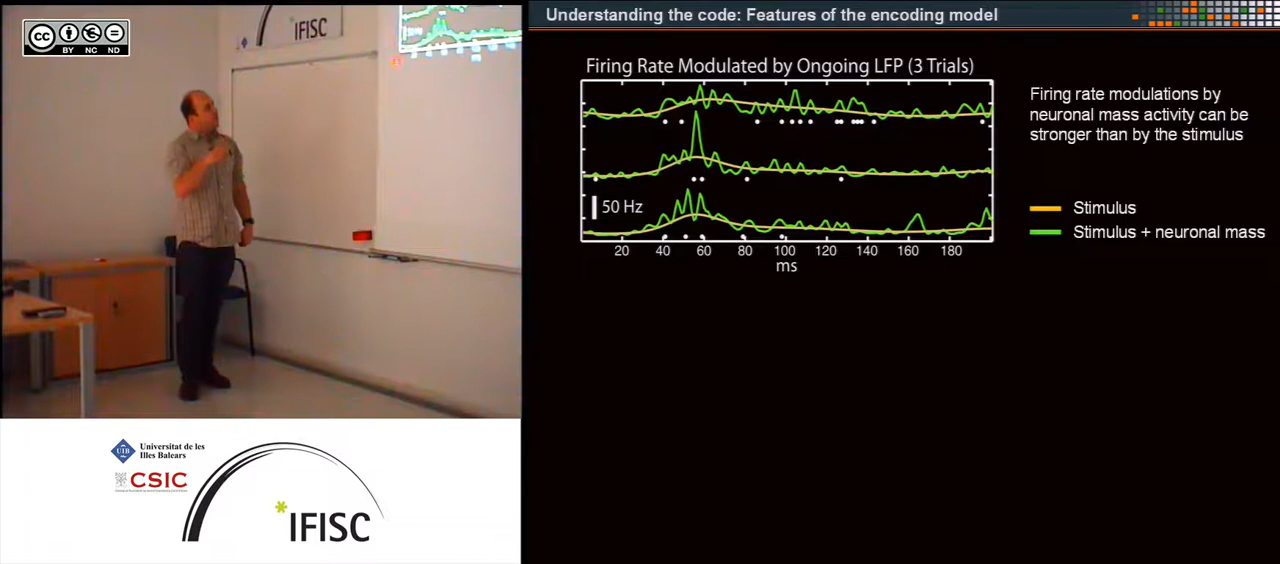 cc
BY NC ND
IFISC
Understanding the code: Features of the encoding model
Firing Rate Modulated by Ongoing LFP (3 Trials)
50 Hz
20 40 60 80 100 120 140 160 180
ms
Firing rate modulations by
neuronal mass activity can be
stronger than by the stimulus
Stimulus
Stimulus + neuronal mass
UIB
Universitat de les
Illes Balears
CSIC
*IFISC